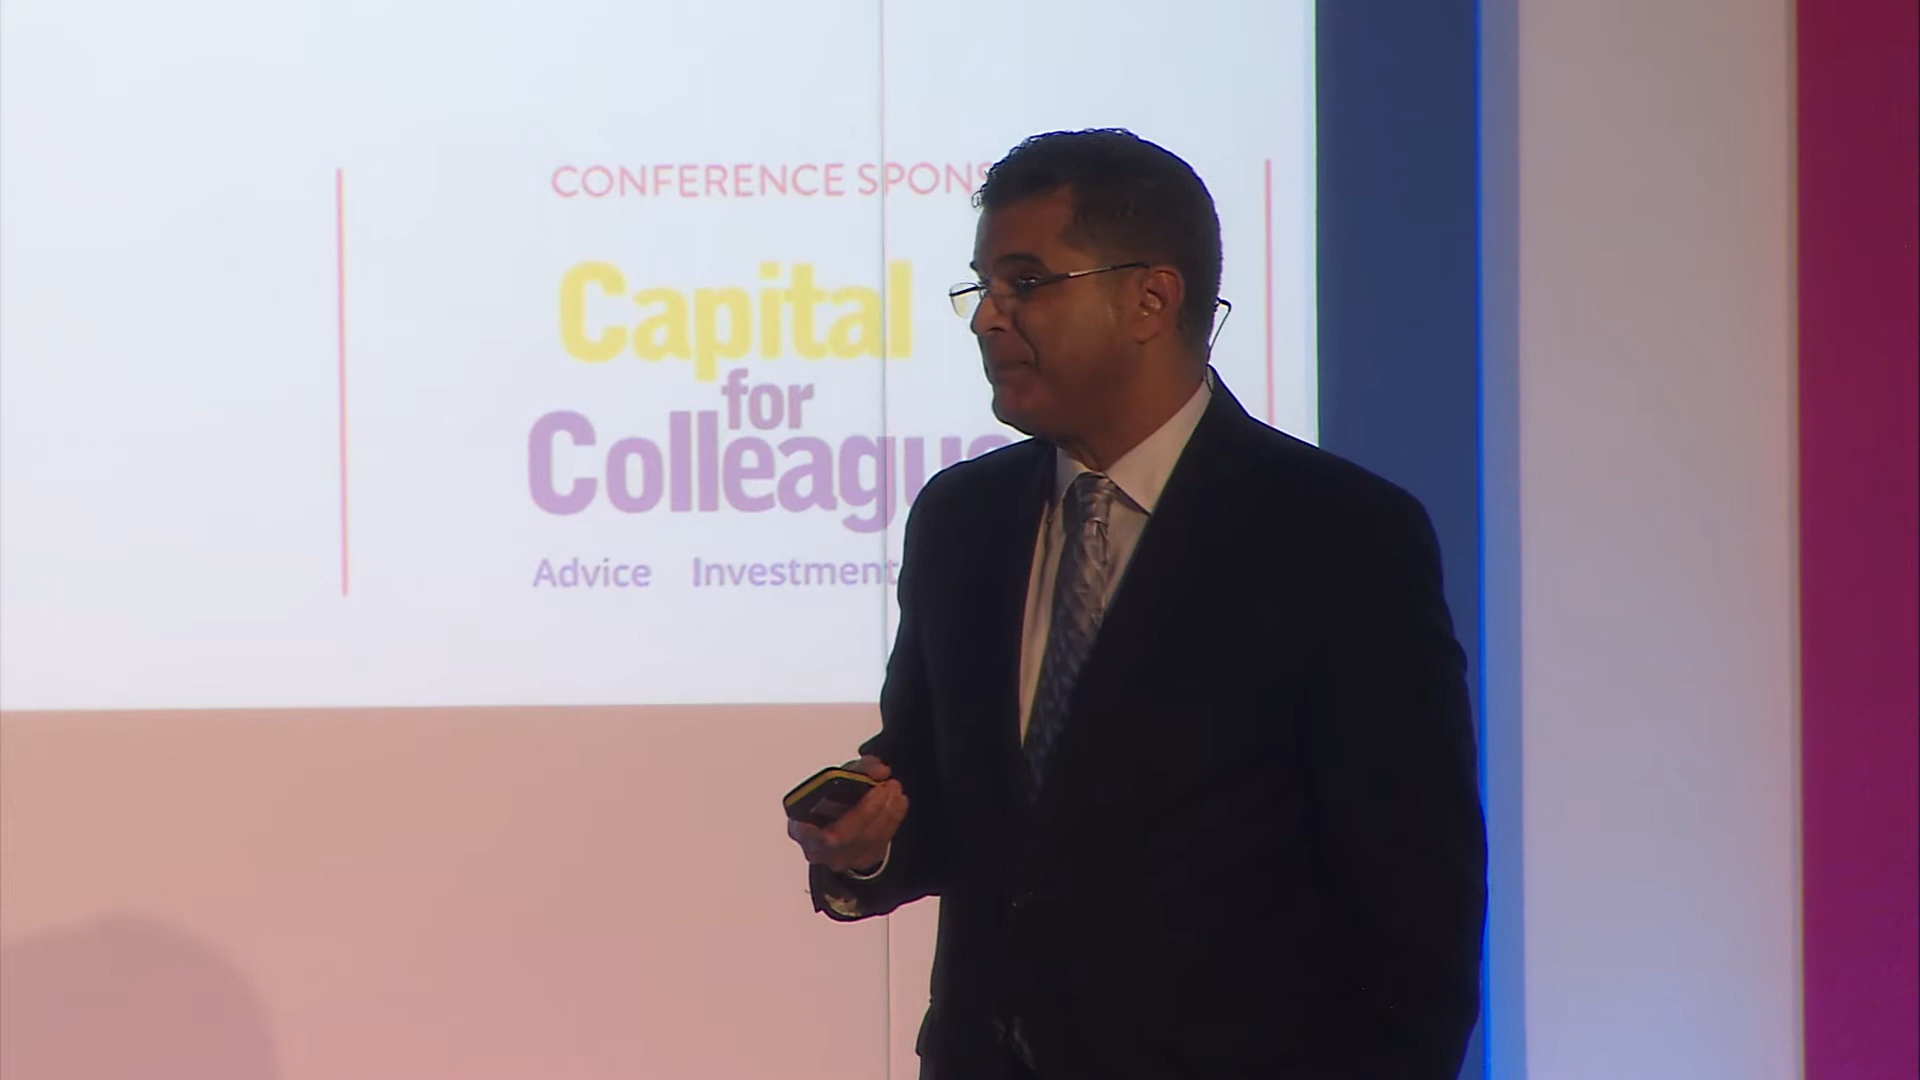 CONFERENCE SPONS
Capital
for
Colleagu
Advice Investment